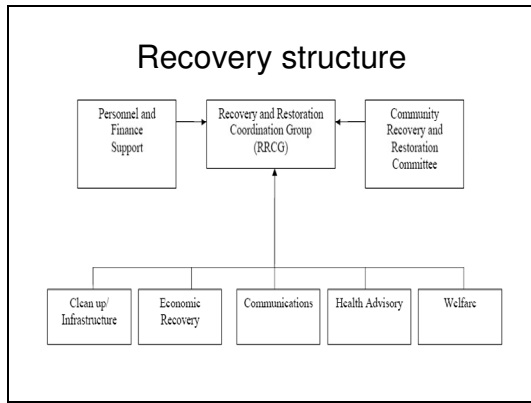 Recovery structure
Personnel and
Finance
Support
Recovery and Restoration
Coordination Group
(RRCG)
Community
Recovery and
Restoration
Committee
Clean up/
Infrastructure
Economic
Recovery
Communications
Health Advisory
Welfare